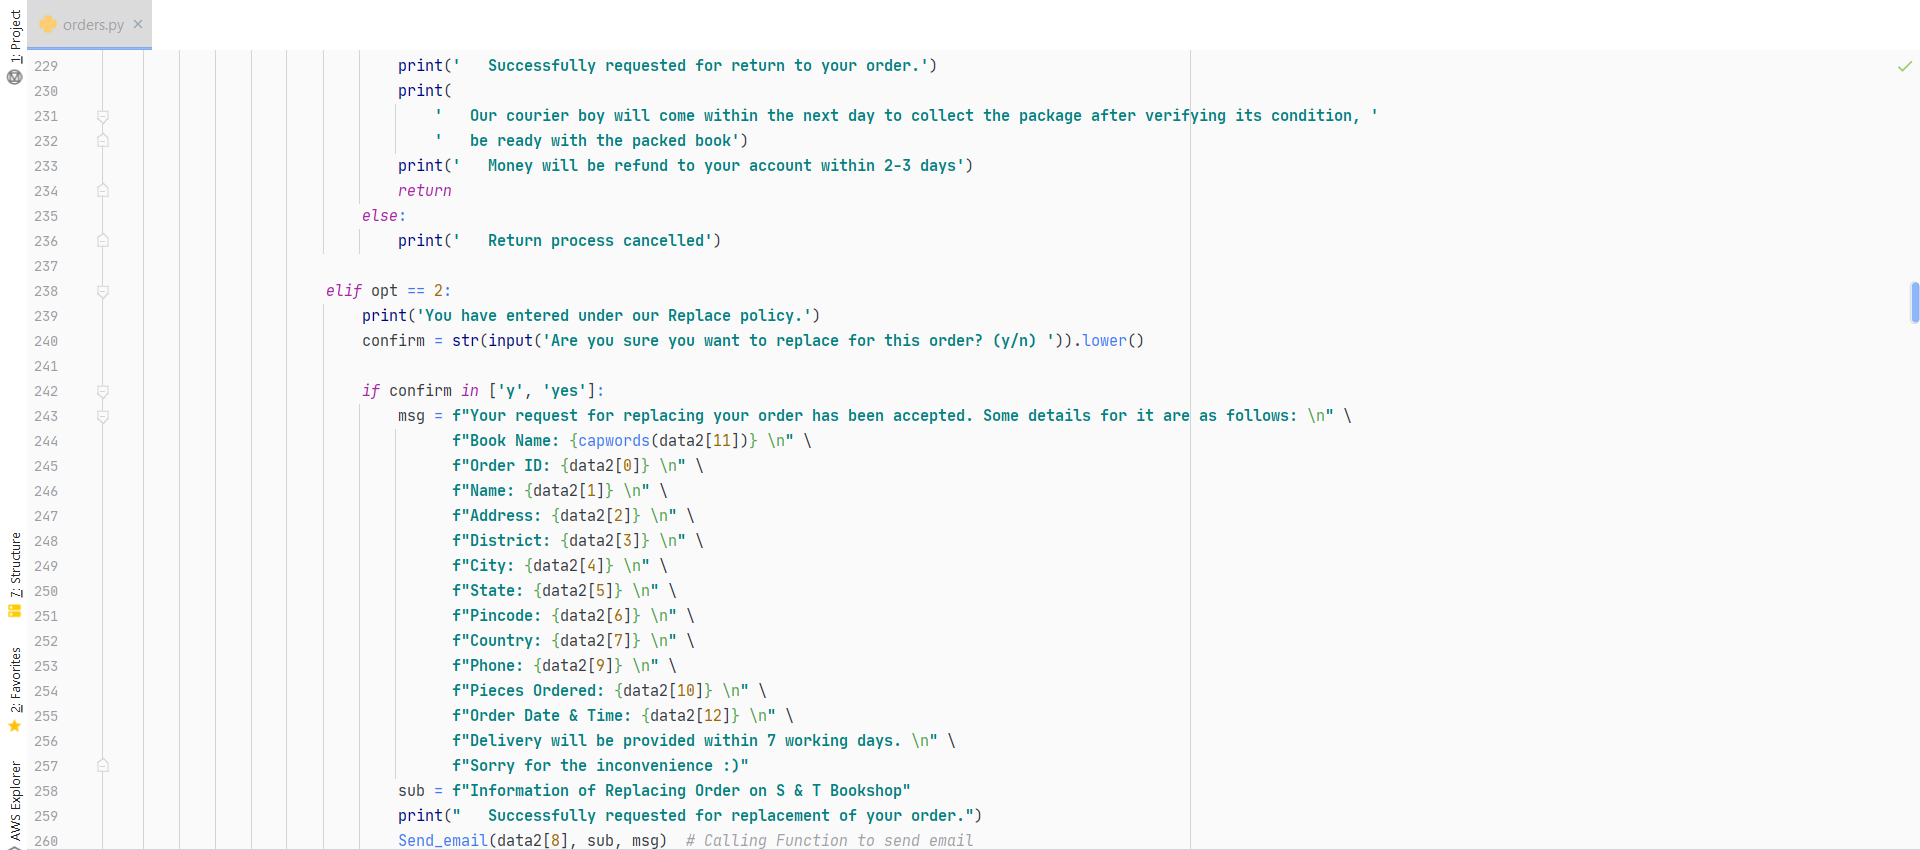 orders.py
1: Project
7: Structure
2: Favorites
AWS Explorer
229 print('   Successfully requested for return to your order.')
230 print(
231 '   Our courier boy will come within the next day to collect the package after verifying its condition, '
232 '   be ready with the packed book')
233 print('   Money will be refund to your account within 2-3 days')
234 return
235 else:
236 print('   Return process cancelled')
237
238 elif opt == 2:
239 print('You have entered under our Replace policy.')
240 confirm = str(input('Are you sure you want to replace for this order? (y/n) ')).lower()
241
242 if confirm in ['y', 'yes']:
243 msg = f"Your request for replacing your order has been accepted. Some details for it are as follows: \n" \
244 f"Book Name: {capwords(data2[11])} \n" \
245 f"Order ID: {data2[0]} \n" \
246 f"Name: {data2[1]} \n" \
247 f"Address: {data2[2]} \n" \
248 f"District: {data2[3]} \n" \
249 f"City: {data2[4]} \n" \
250 f"State: {data2[5]} \n" \
251 f"Pincode: {data2[6]} \n" \
252 f"Country: {data2[7]} \n" \
253 f"Phone: {data2[9]} \n" \
254 f"Pieces Ordered: {data2[10]} \n" \
255 f"Order Date & Time: {data2[12]} \n" \
256 f"Delivery will be provided within 7 working days. \n" \
257 f"Sorry for the inconvenience :)"
258 sub = f"Information of Replacing Order on S & T Bookshop"
259 print("   Successfully requested for replacement of your order.")
260 Send_email(data2[8], sub, msg)  # Calling Function to send email